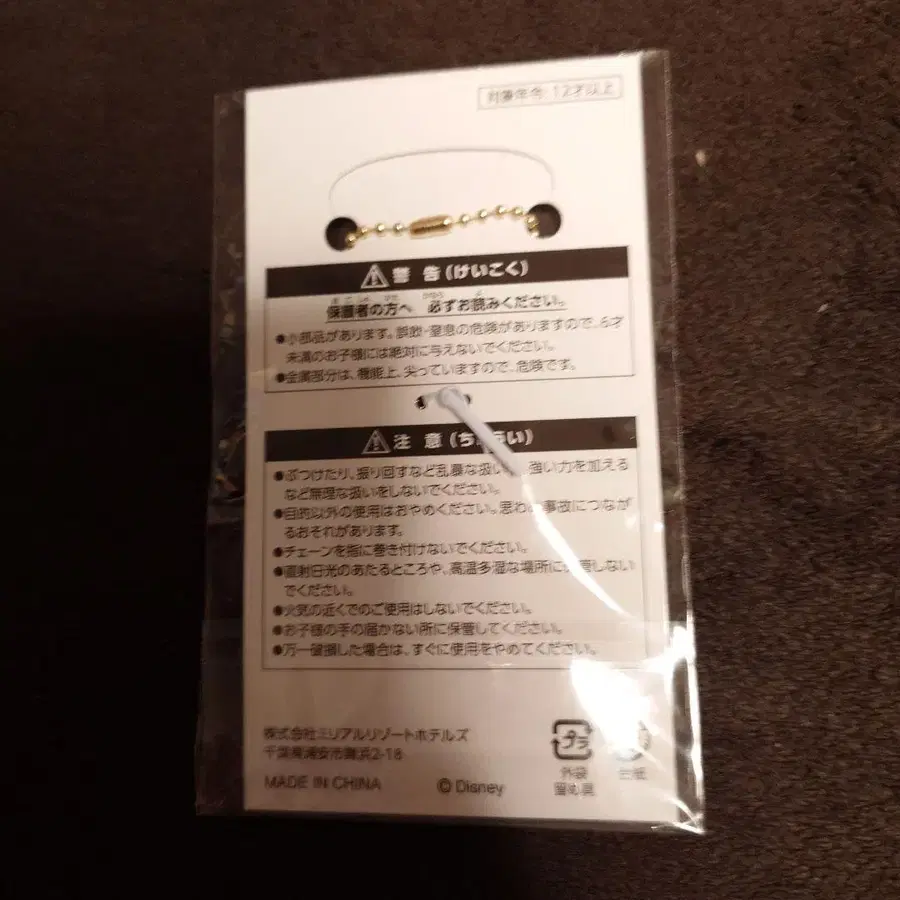 対象年令 12才以上
警告(けいこく)
保護者の方へ 必ずお読みください。
●小部品があります。誤飲・窒息の危険がありますので、6才
未満のお子様には絶対に与えないでください。
●金属部分は、機能上、尖っていますので、危険です。
注意(ち うい)
●ぶつけたり、振り回すなど乱暴な扱い 強い力を加える
など無理な扱いをしないでください。
●目的以外の使用はおやめください。思わ 事故につなが
るおそれがあります。
●チェーンを指に巻き付けないでください。
●直射日光のあたるところや、高温多湿な場所に 管しない
でください。
●火気の近くでのご使用はしないでください。
●お子様の手の届かない所に保管してください。
●万一破損した場合は、すぐに使用をやめてください。
株式会社ミリアルリゾートホテルズ
千葉県浦安市舞浜2-18
MADE IN CHINA
© Disney
プラ
外袋
留め具
台紙